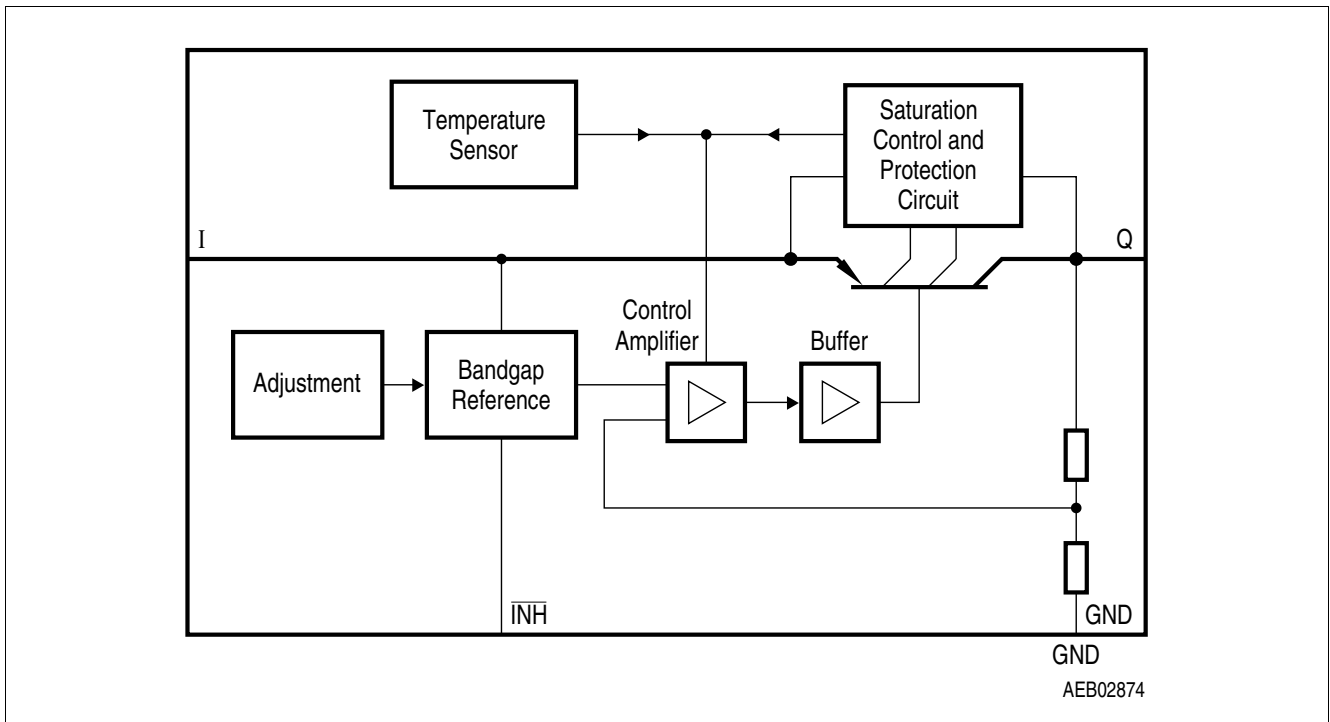 Temperature
Sensor
Saturation
Control and
Protection
Circuit
I
Q
Control
Amplifier
Buffer
Adjustment
Bandgap
Reference
INH
GND
GND
AEB02874